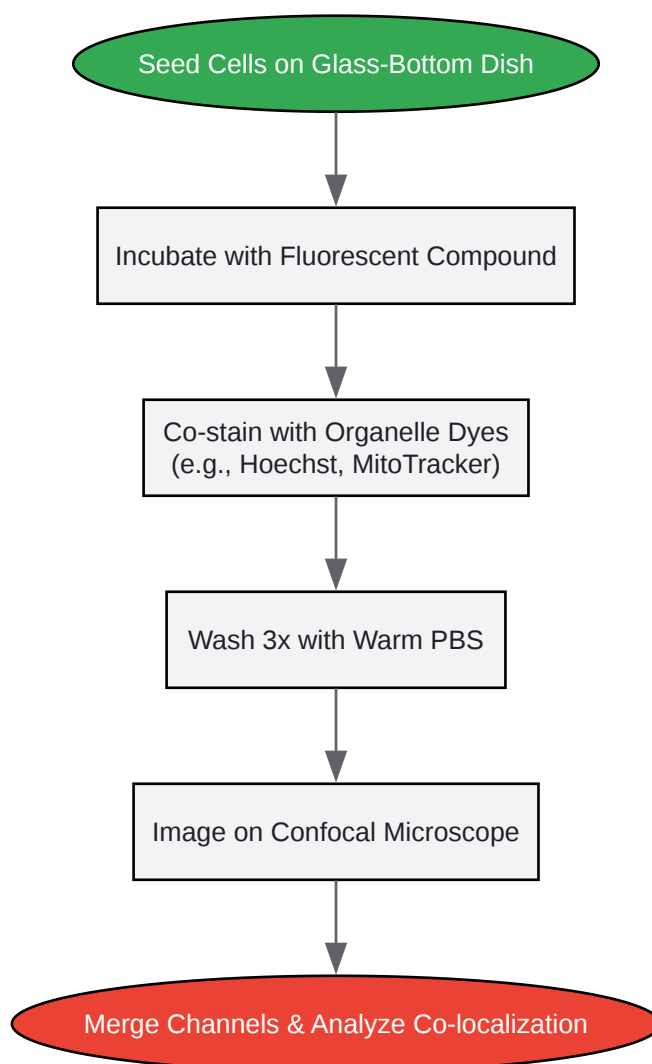 Seed Cells on Glass-Bottom Dish
Incubate with Fluorescent Compound
Co-stain with Organelle Dyes
(e.g., Hoechst, MitoTracker)
Wash 3x with Warm PBS
Image on Confocal Microscope
Merge Channels & Analyze Co-localization